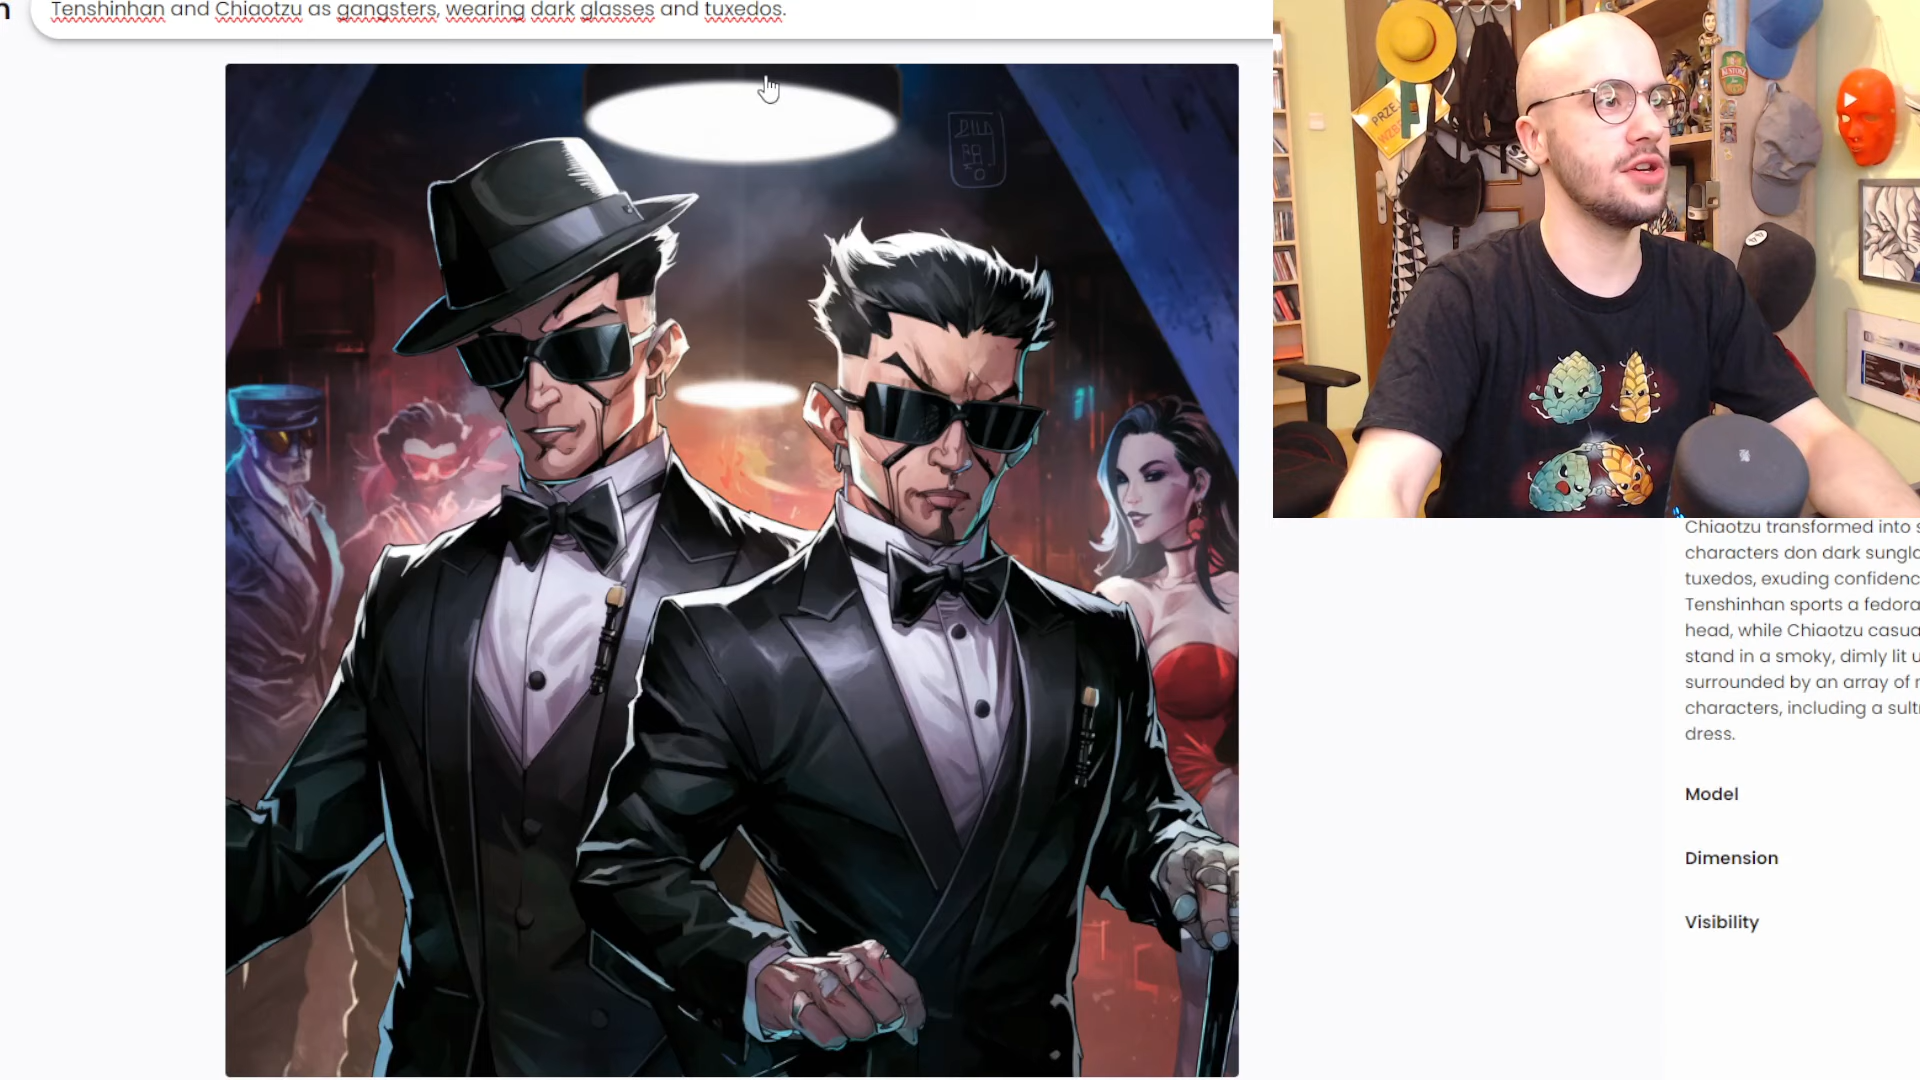 Tenshinhan and Chiaotzu as gangsters, wearing dark glasses and tuxedos.
Chiaotzu transformed into s
characters don dark sungl
tuxedos, exuding confidenc
Tenshinhan sports a fedora
head, while Chiaotzu casua
stand in a smoky, dimly lit u
surrounded by an array of
characters, including a sult
dress.
Model
Dimension
Visibility